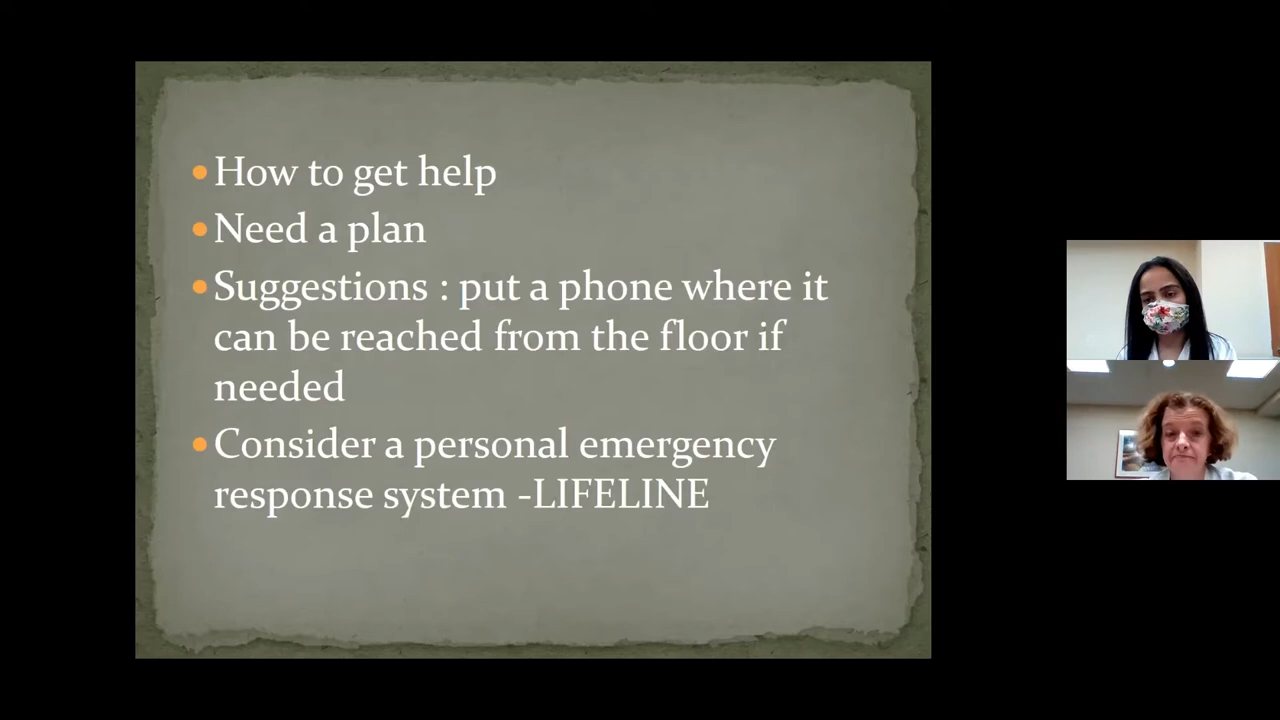 How to get help
Need a plan
Suggestions : put a phone where it
can be reached from the floor if
needed
Consider a personal emergency
response system -LIFELINE